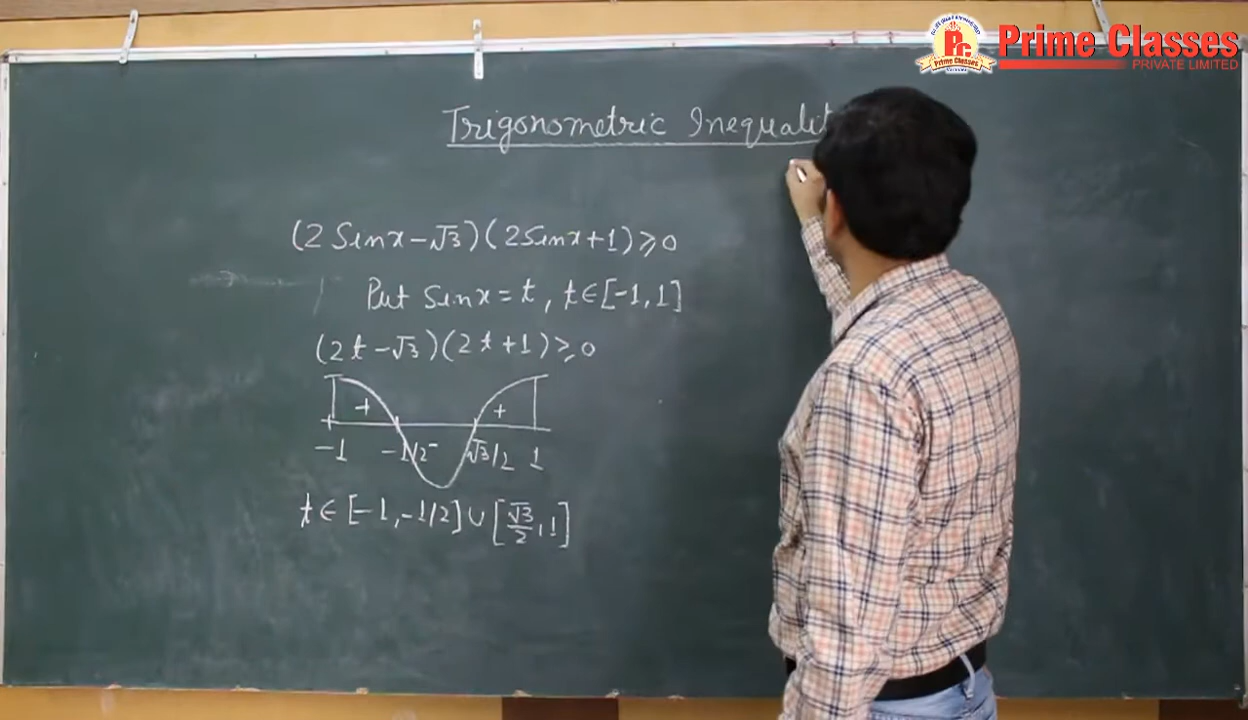 Prime Classes
PRIVATE LIMITED
Trigonometric Inequalit
(2 Sinx - √3)(2Sinx + 1) ⩾ 0
Put Sinx = t, t ∈ [-1, 1]
(2t - √3)(2t + 1) ⩾ 0
+ +
-1 -1/2 - √3/2 1
t ∈ [-1, -1/2] ∪ [√3/2, 1]